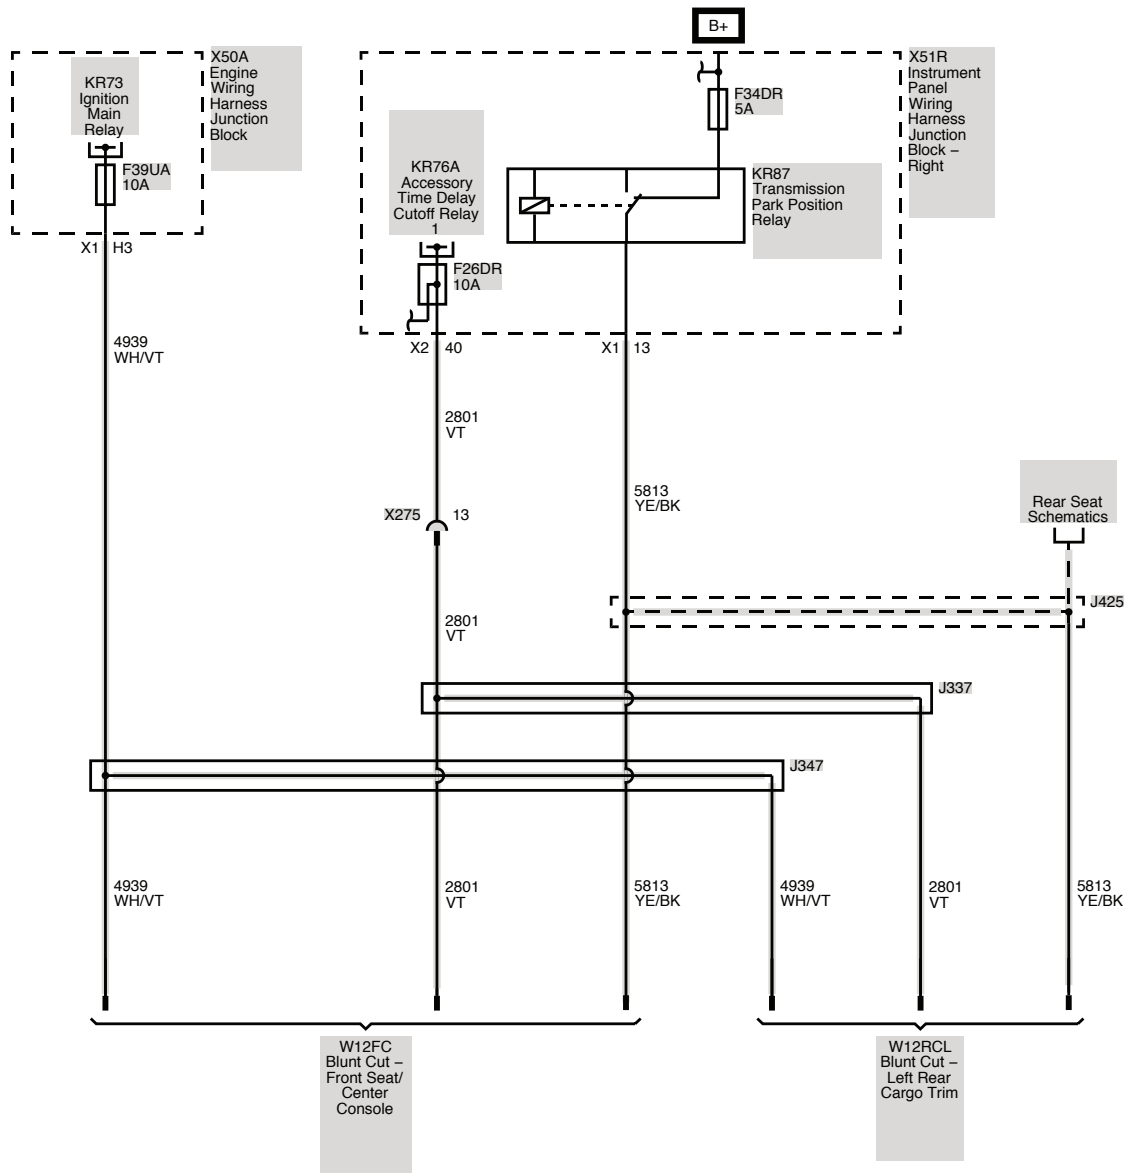 B+
X50A
Engine
Wiring
Harness
Junction
Block
KR73
Ignition
Main
Relay
F39UA
10A
X1 H3
X51R
Instrument
Panel
Wiring
Harness
Junction
Block –
Right
F34DR
5A
KR76A
Accessory
Time Delay
Cutoff Relay
1
KR87
Transmission
Park Position
Relay
F26DR
10A
X2 40
X1 13
4939
WH/VT
2801
VT
5813
YE/BK
X275 13
Rear Seat
Schematics
J425
2801
VT
J337
J347
4939
WH/VT
2801
VT
5813
YE/BK
4939
WH/VT
2801
VT
5813
YE/BK
W12FC
Blunt Cut –
Front Seat/
Center
Console
W12RCL
Blunt Cut –
Left Rear
Cargo Trim